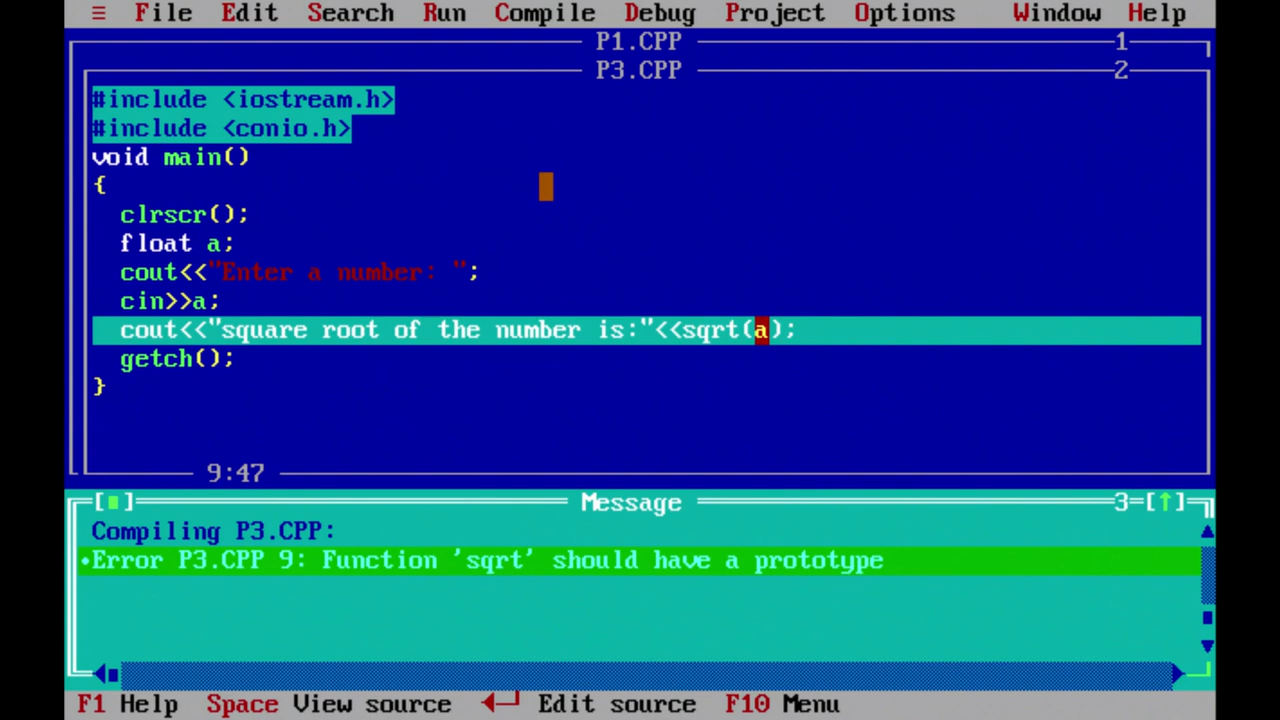 ≡ File Edit Search Run Compile Debug Project Options Window Help
P1.CPP 1
P3.CPP 2
#include <iostream.h>
#include <conio.h>
void main()
{
clrscr();
float a;
cout<<"Enter a number: ";
cin>>a;
cout<<"square root of the number is:"<<sqrt(a);
getch();
}
9:47
[■] Message 3=[↑]
Compiling P3.CPP:
•Error P3.CPP 9: Function 'sqrt' should have a prototype
F1 Help Space View source ◄─┘ Edit source F10 Menu